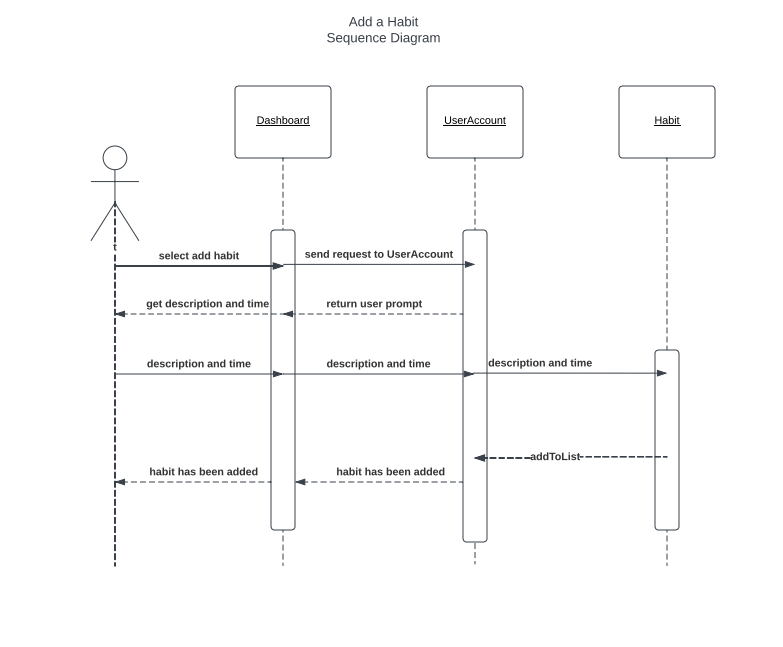 Add a Habit
Sequence Diagram
Dashboard
UserAccount
Habit
t
select add habit
send request to UserAccount
get description and time
return user prompt
description and time
description and time
description and time
addToList
habit has been added
habit has been added